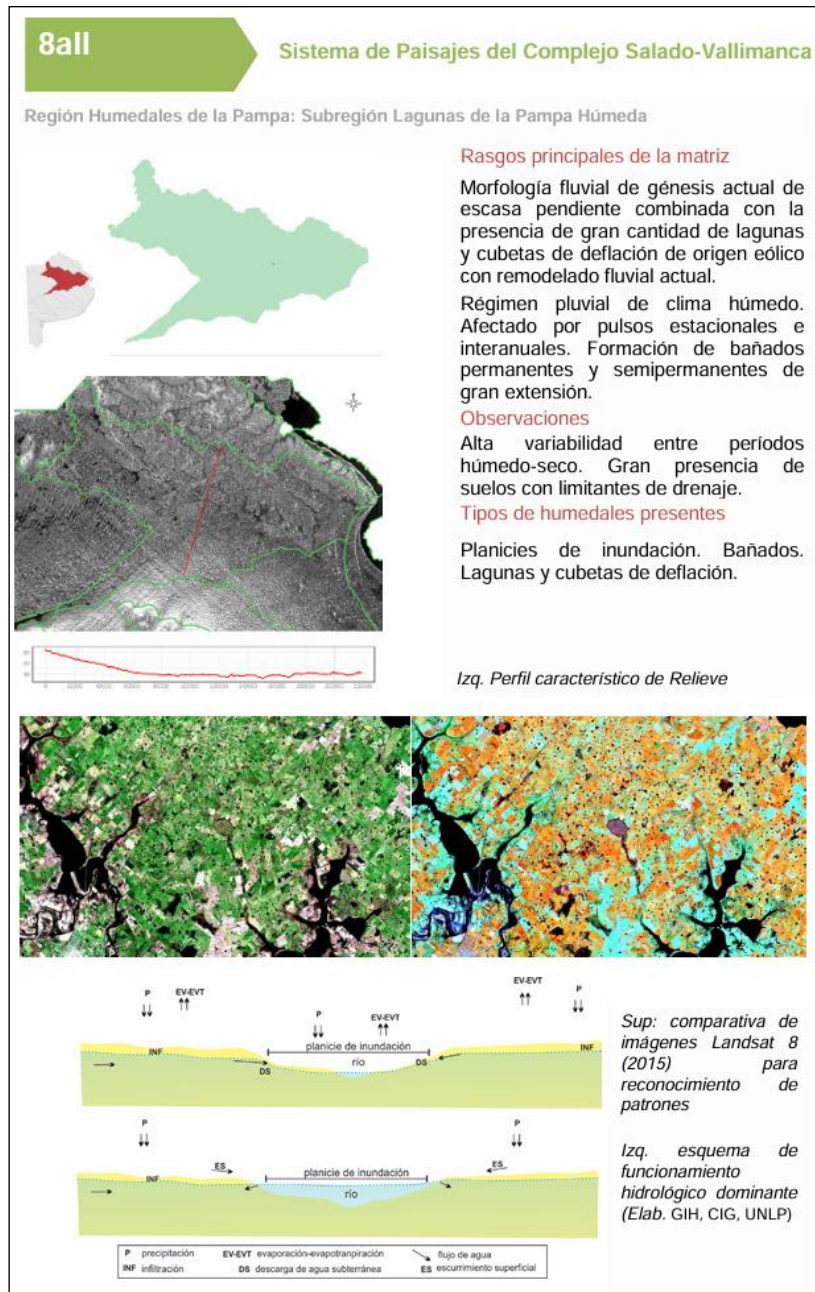 8all
Sistema de Paisajes del Complejo Salado-Vallimanca
Región Humedales de la Pampa: Subregión Lagunas de la Pampa Húmeda
Rasgos principales de la matriz
Morfología fluvial de génesis actual de
escasa pendiente combinada con la
presencia de gran cantidad de lagunas
y cubetas de deflación de origen eólico
con remodelado fluvial actual.
Régimen pluvial de clima húmedo.
Afectado por pulsos estacionales e
interanuales. Formación de bañados
permanentes y semipermanentes de
gran extensión.
Observaciones
Alta variabilidad entre períodos
húmedo-seco. Gran presencia de
suelos con limitantes de drenaje.
Tipos de humedales presentes
Planicies de inundación. Bañados.
Lagunas y cubetas de deflación.
Izq. Perfil característico de Relieve
P
EV-EVT
P
EV-EVT
EV-EVT
P
planicie de inundación
INF
río
INF
DS
DS
P
P
ES
ES
planicie de inundación
INF
río
Sup: comparativa de
imágenes Landsat 8
(2015) para
reconocimiento de
patrones
Izq. esquema de
funcionamiento
hidrológico dominante
(Elab. GIH, CIG, UNLP)
P precipitación EV-EVT evaporación-evapotranpiración flujo de agua
INF infiltración DS descarga de agua subterránea ES escurrimiento superficial